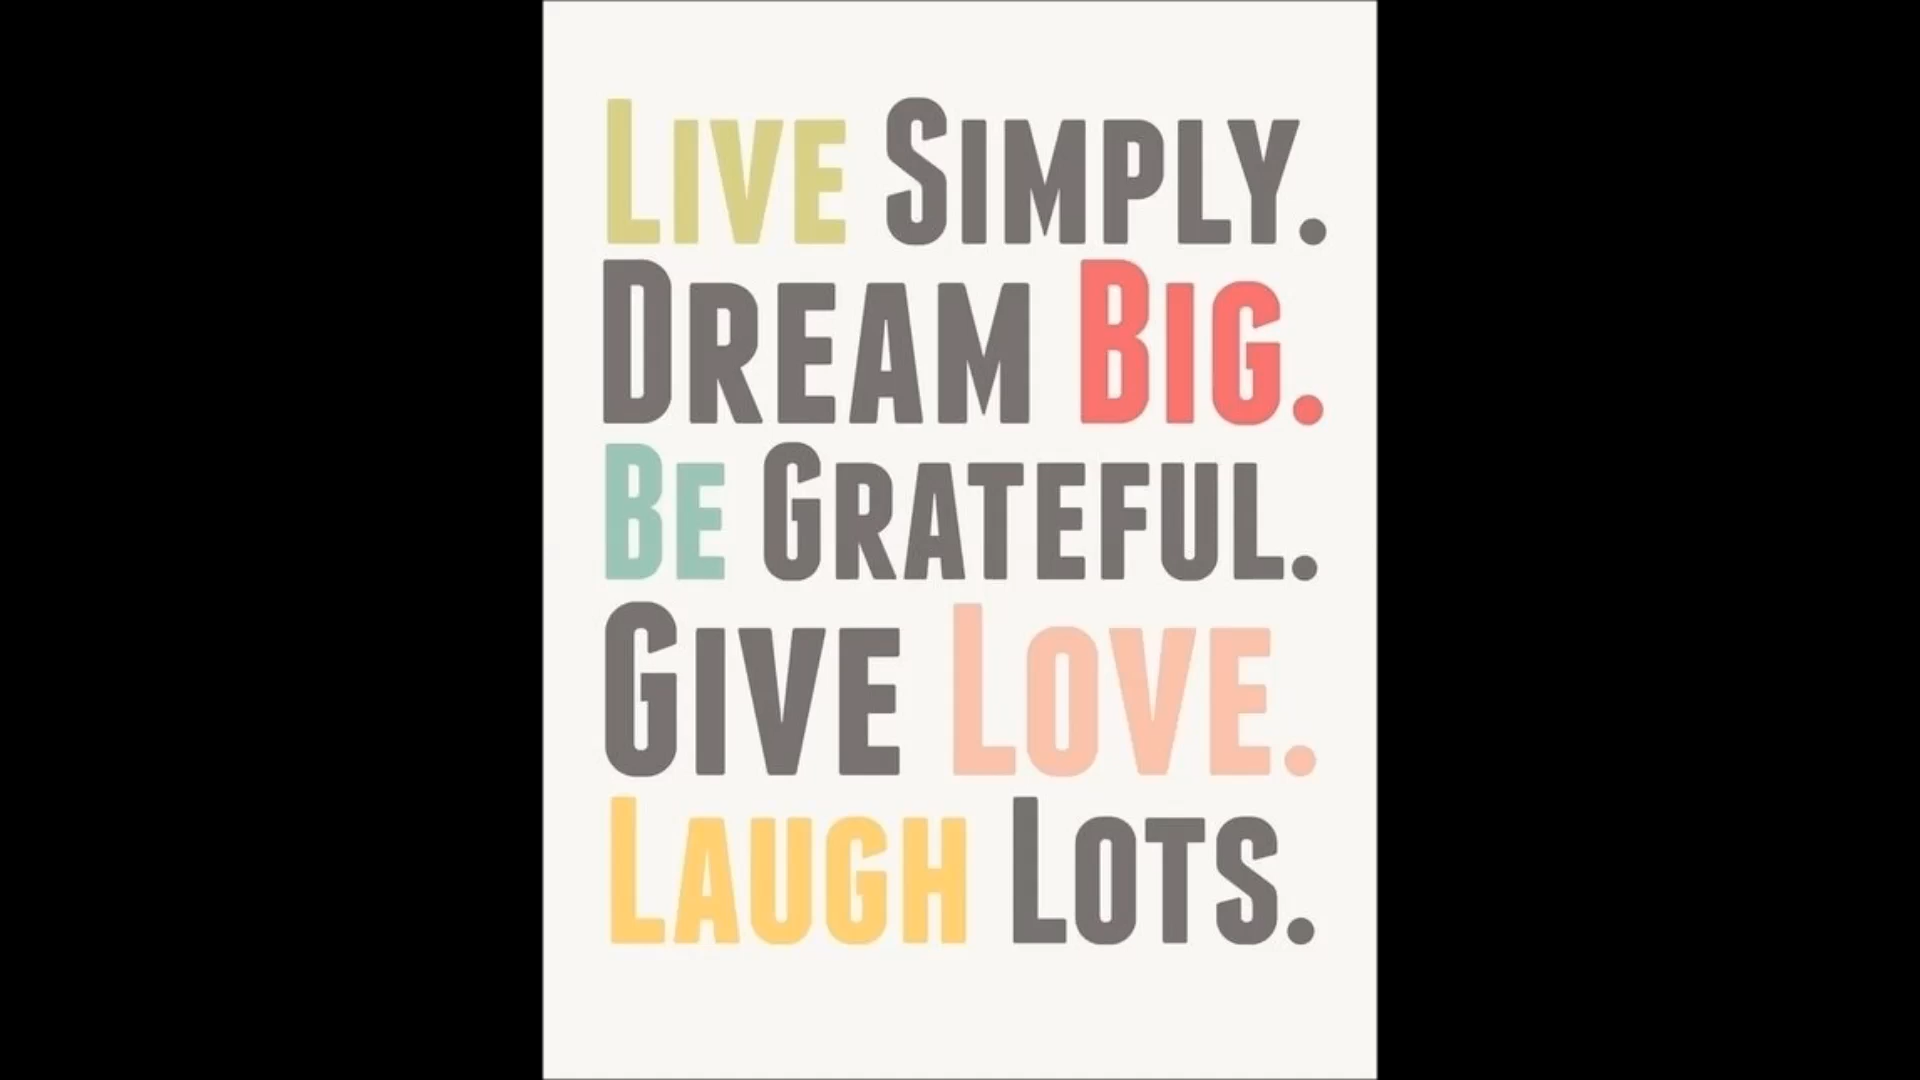 Live Simply.
Dream Big.
Be Grateful.
Give Love.
Laugh Lots.